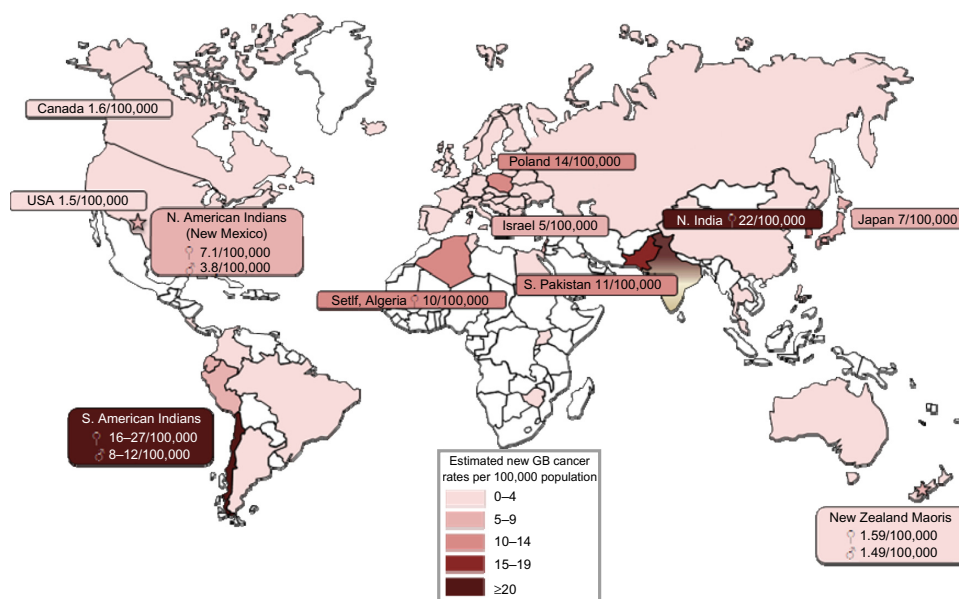 Canada 1.6/100,000
Poland 14/100,000
USA 1.5/100,000
N. American Indians
(New Mexico)
♀ 7.1/100,000
♂ 3.8/100,000
Israel 5/100,000
N. India ♀ 22/100,000
Japan 7/100,000
S. Pakistan 11/100,000
Setlf, Algeria ♀ 10/100,000
S. American Indians
♀ 16–27/100,000
♂ 8–12/100,000
Estimated new GB cancer
rates per 100,000 population
0–4
5–9
10–14
15–19
≥20
New Zealand Maoris
♀ 1.59/100,000
♂ 1.49/100,000